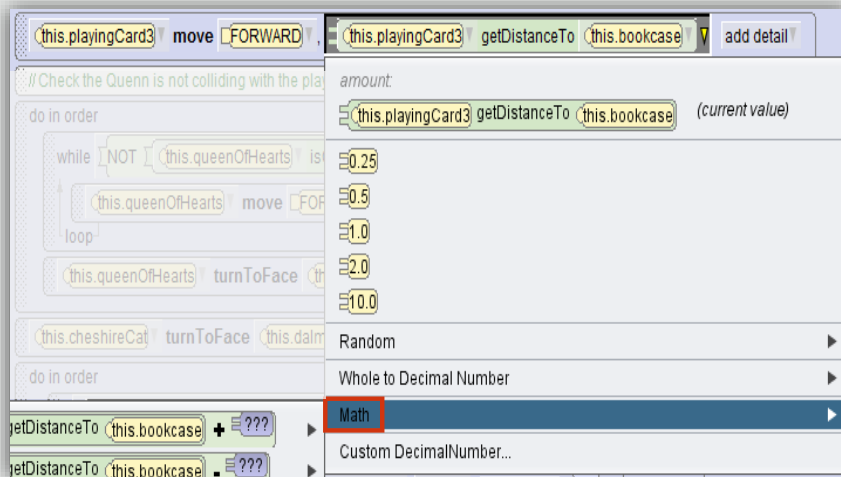 this.playingCard3 move FORWARD , this.playingCard3 getDistanceTo this.bookcase add detail
// Check the Quenn is not colliding with the pla
amount:
this.playingCard3 getDistanceTo this.bookcase (current value)
do in order
while NOT this.queenOfHearts is
0.25
this.queenOfHearts move FOR
0.5
loop
1.0
this.queenOfHearts turnToFace
2.0
10.0
this.cheshireCat turnToFace this.dalm
Random
do in order
Whole to Decimal Number
Math
getDistanceTo this.bookcase + ???
Custom DecimalNumber...
getDistanceTo this.bookcase - ???